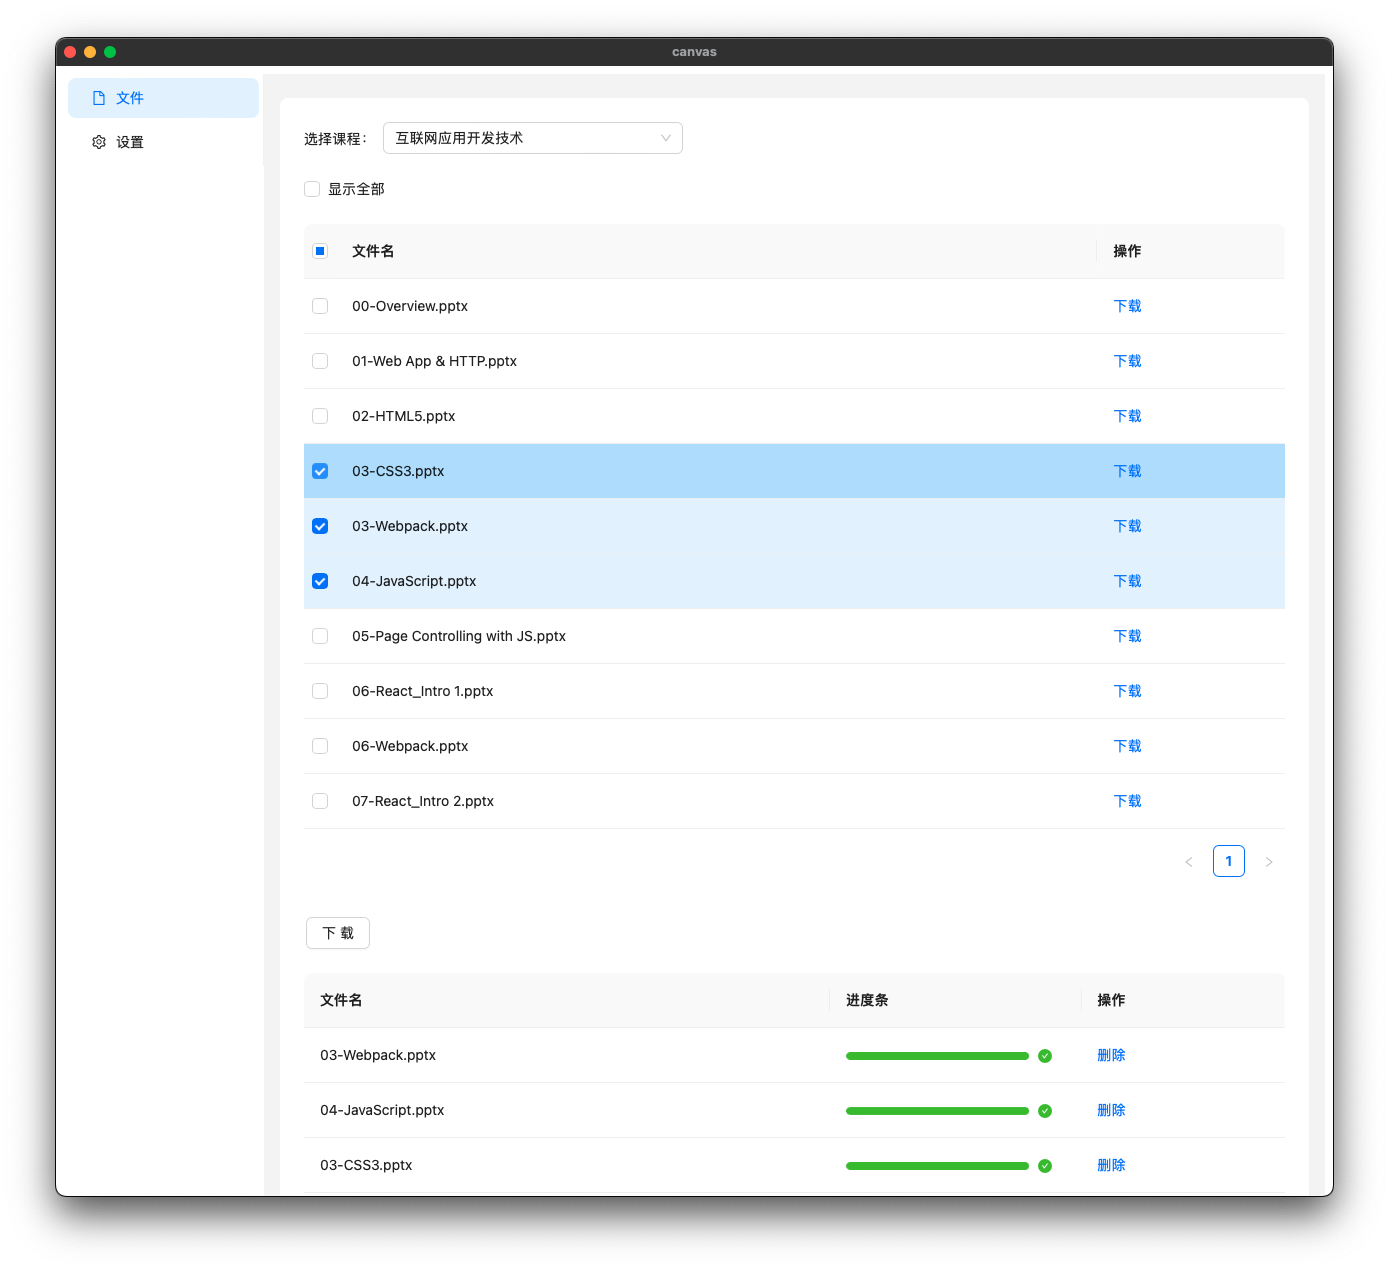 canvas
文件
设置
选择课程： 互联网应用开发技术
显示全部
文件名 操作
00-Overview.pptx 下载
01-Web App & HTTP.pptx 下载
02-HTML5.pptx 下载
03-CSS3.pptx 下载
03-Webpack.pptx 下载
04-JavaScript.pptx 下载
05-Page Controlling with JS.pptx 下载
06-React_Intro 1.pptx 下载
06-Webpack.pptx 下载
07-React_Intro 2.pptx 下载
< 1 >
下 载
文件名 进度条 操作
03-Webpack.pptx 删除
04-JavaScript.pptx 删除
03-CSS3.pptx 删除